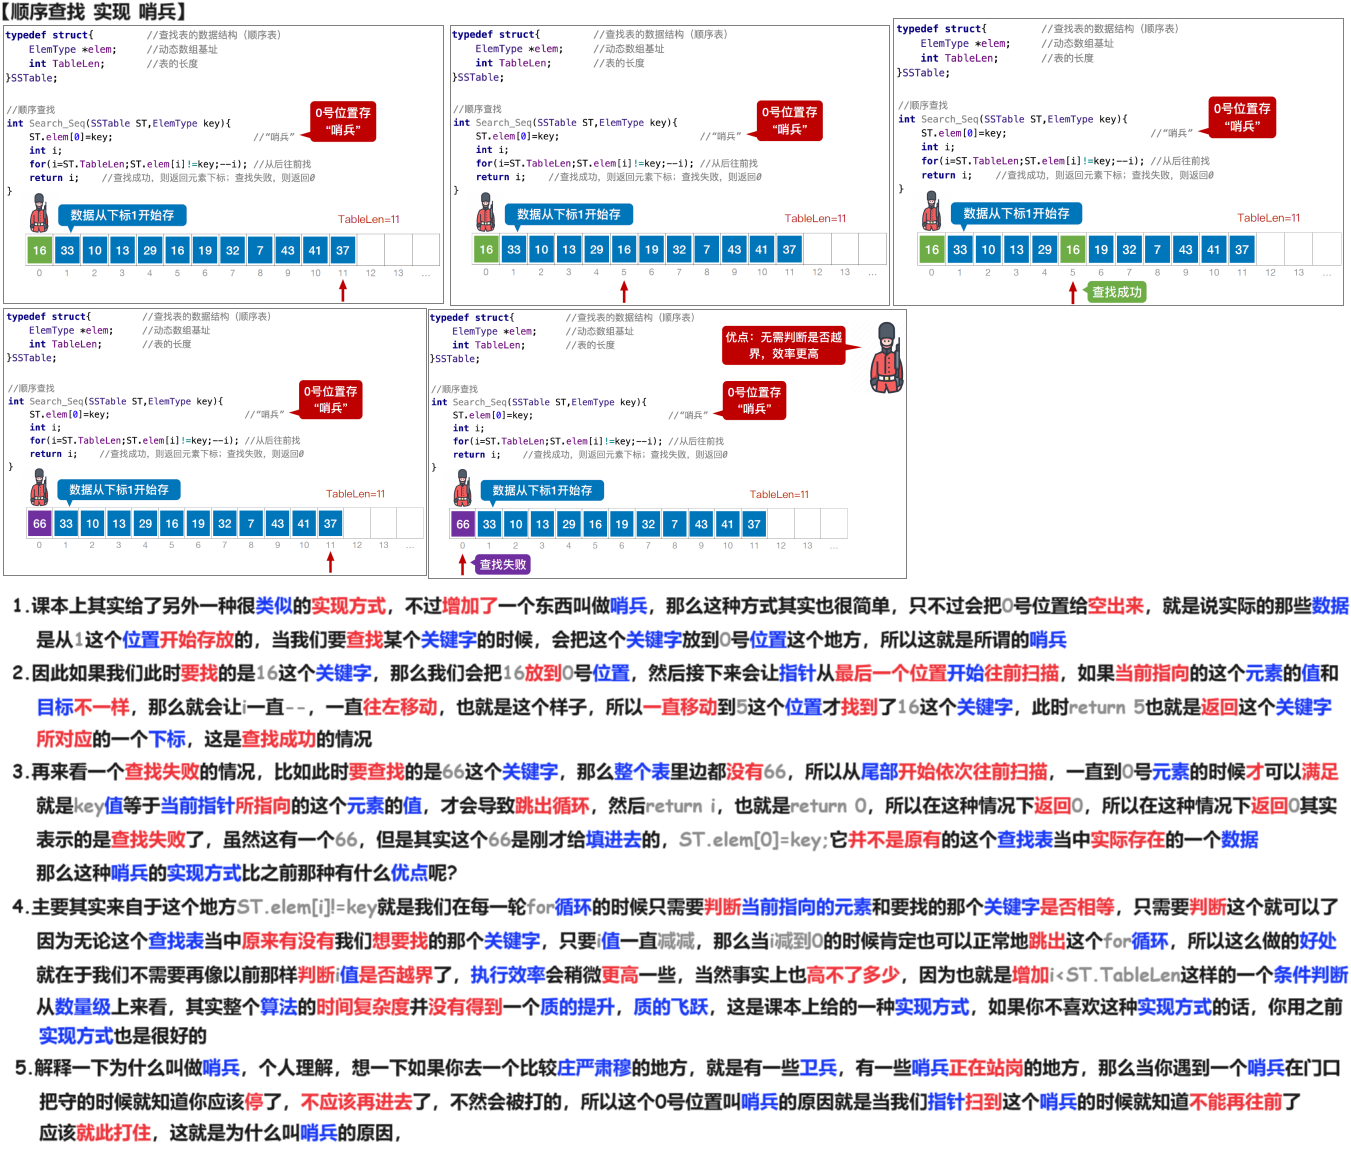 【顺序查找 实现 哨兵】
typedef struct{ //查找表的数据结构（顺序表）
ElemType *elem; //动态数组基址
int TableLen; //表的长度
}SSTable;
//顺序查找
int Search_Seq(SSTable ST,ElemType key){
ST.elem[0]=key; //“哨兵”
int i;
for(i=ST.TableLen;ST.elem[i]!=key;--i); //从后往前找
return i; //查找成功，则返回元素下标；查找失败，则返回0
}
0号位置存
“哨兵”
数据从下标1开始存
TableLen=11
16 33 10 13 29 16 19 32 7 43 41 37
0 1 2 3 4 5 6 7 8 9 10 11 12 13 ...
typedef struct{ //查找表的数据结构（顺序表）
ElemType *elem; //动态数组基址
int TableLen; //表的长度
}SSTable;
//顺序查找
int Search_Seq(SSTable ST,ElemType key){
ST.elem[0]=key; //“哨兵”
int i;
for(i=ST.TableLen;ST.elem[i]!=key;--i); //从后往前找
return i; //查找成功，则返回元素下标；查找失败，则返回0
}
0号位置存
“哨兵”
数据从下标1开始存
TableLen=11
16 33 10 13 29 16 19 32 7 43 41 37
0 1 2 3 4 5 6 7 8 9 10 11 12 13 ...
typedef struct{ //查找表的数据结构（顺序表）
ElemType *elem; //动态数组基址
int TableLen; //表的长度
}SSTable;
//顺序查找
int Search_Seq(SSTable ST,ElemType key){
ST.elem[0]=key; //“哨兵”
int i;
for(i=ST.TableLen;ST.elem[i]!=key;--i); //从后往前找
return i; //查找成功，则返回元素下标；查找失败，则返回0
}
0号位置存
“哨兵”
数据从下标1开始存
TableLen=11
16 33 10 13 29 16 19 32 7 43 41 37
0 1 2 3 4 5 6 7 8 9 10 11 12 13 ...
查找成功
typedef struct{ //查找表的数据结构（顺序表）
ElemType *elem; //动态数组基址
int TableLen; //表的长度
}SSTable;
//顺序查找
int Search_Seq(SSTable ST,ElemType key){
ST.elem[0]=key; //“哨兵”
int i;
for(i=ST.TableLen;ST.elem[i]!=key;--i); //从后往前找
return i; //查找成功，则返回元素下标；查找失败，则返回0
}
0号位置存
“哨兵”
数据从下标1开始存
TableLen=11
66 33 10 13 29 16 19 32 7 43 41 37
0 1 2 3 4 5 6 7 8 9 10 11 12 13 ...
typedef struct{ //查找表的数据结构（顺序表）
ElemType *elem; //动态数组基址
int TableLen; //表的长度
}SSTable;
优点：无需判断是否越
界，效率更高
//顺序查找
int Search_Seq(SSTable ST,ElemType key){
ST.elem[0]=key; //“哨兵”
int i;
for(i=ST.TableLen;ST.elem[i]!=key;--i); //从后往前找
return i; //查找成功，则返回元素下标；查找失败，则返回0
}
0号位置存
“哨兵”
数据从下标1开始存
TableLen=11
66 33 10 13 29 16 19 32 7 43 41 37
0 1 2 3 4 5 6 7 8 9 10 11 12 13 ...
查找失败
1.课本上其实给了另外一种很类似的实现方式，不过增加了一个东西叫做哨兵，那么这种方式其实也很简单，只不过会把0号位置给空出来，就是说实际的那些数据
是从1这个位置开始存放的，当我们要查找某个关键字的时候，会把这个关键字放到0号位置这个地方，所以这就是所谓的哨兵
2.因此如果我们此时要找的是16这个关键字，那么我们会把16放到0号位置，然后接下来会让指针从最后一个位置开始往前扫描，如果当前指向的这个元素的值和
目标不一样，那么就会让i一直--，一直往左移动，也就是这个样子，所以一直移动到5这个位置才找到了16这个关键字，此时return 5也就是返回这个关键字
所对应的一个下标，这是查找成功的情况
3.再来看一个查找失败的情况，比如此时要查找的是66这个关键字，那么整个表里边都没有66，所以从尾部开始依次往前扫描，一直到0号元素的时候才可以满足
就是key值等于当前指针所指向的这个元素的值，才会导致跳出循环，然后return i，也就是return 0，所以在这种情况下返回0，所以在这种情况下返回0其实
表示的是查找失败了，虽然这有一个66，但是其实这个66是刚才给填进去的，ST.elem[0]=key;它并不是原有的这个查找表当中实际存在的一个数据
那么这种哨兵的实现方式比之前那种有什么优点呢?
4.主要其实来自于这个地方ST.elem[i]!=key就是我们在每一轮for循环的时候只需要判断当前指向的元素和要找的那个关键字是否相等，只需要判断这个就可以了
因为无论这个查找表当中原来有没有我们想要找的那个关键字，只要i值一直减减，那么当i减到0的时候肯定也可以正常地跳出这个for循环，所以这么做的好处
就在于我们不需要再像以前那样判断i值是否越界了，执行效率会稍微更高一些，当然事实上也高不了多少，因为也就是增加i<ST.TableLen这样的一个条件判断
从数量级上来看，其实整个算法的时间复杂度并没有得到一个质的提升，质的飞跃，这是课本上给的一种实现方式，如果你不喜欢这种实现方式的话，你用之前
实现方式也是很好的
5.解释一下为什么叫做哨兵，个人理解，想一下如果你去一个比较庄严肃穆的地方，就是有一些卫兵，有一些哨兵正在站岗的地方，那么当你遇到一个哨兵在门口
把守的时候就知道你应该停了，不应该再进去了，不然会被打的，所以这个0号位置叫哨兵的原因就是当我们指针扫到这个哨兵的时候就知道不能再往前了
应该就此打住，这就是为什么叫哨兵的原因，